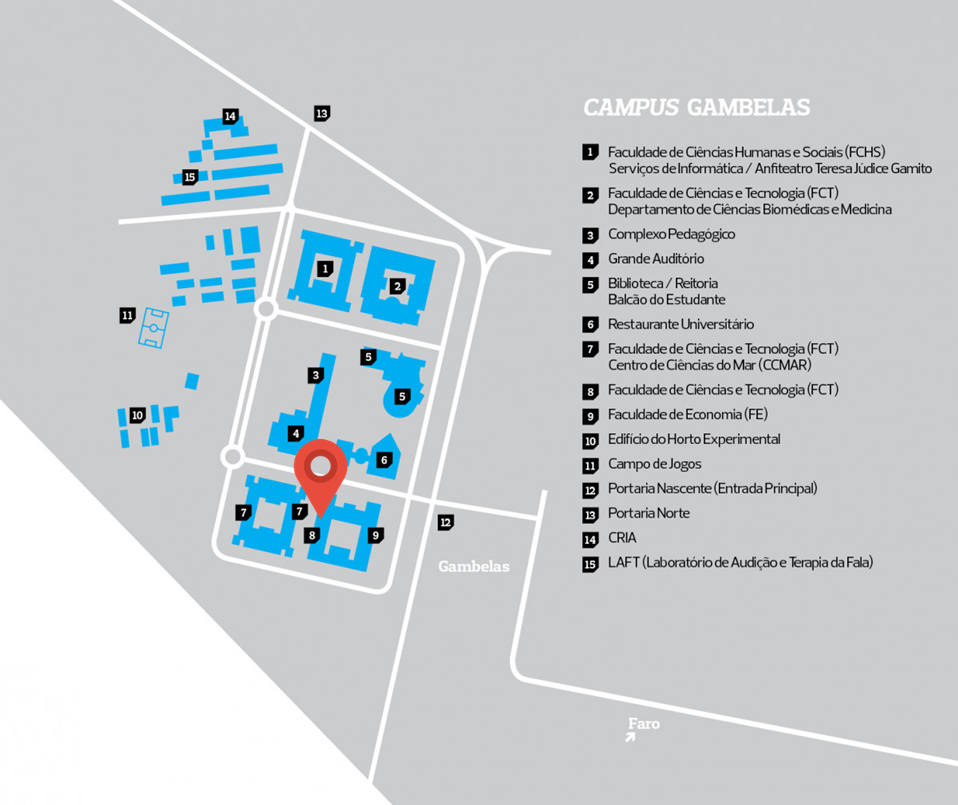 14
13
15
1
2
11
5
3
5
10
4
6
7
7
8
9
12
Gambelas
Faro
CAMPUS GAMBELAS
1 Faculdade de Ciências Humanas e Sociais (FCHS)
Serviços de Informática / Anfiteatro Teresa Júdice Gamito
2 Faculdade de Ciências e Tecnologia (FCT)
Departamento de Ciências Biomédicas e Medicina
3 Complexo Pedagógico
4 Grande Auditório
5 Biblioteca / Reitoria
Balcão do Estudante
6 Restaurante Universitário
7 Faculdade de Ciências e Tecnologia (FCT)
Centro de Ciências do Mar (CCMAR)
8 Faculdade de Ciências e Tecnologia (FCT)
9 Faculdade de Economia (FE)
10 Edifício do Horto Experimental
11 Campo de Jogos
12 Portaria Nascente (Entrada Principal)
13 Portaria Norte
14 CRIA
15 LAFT (Laboratório de Audição e Terapia da Fala)